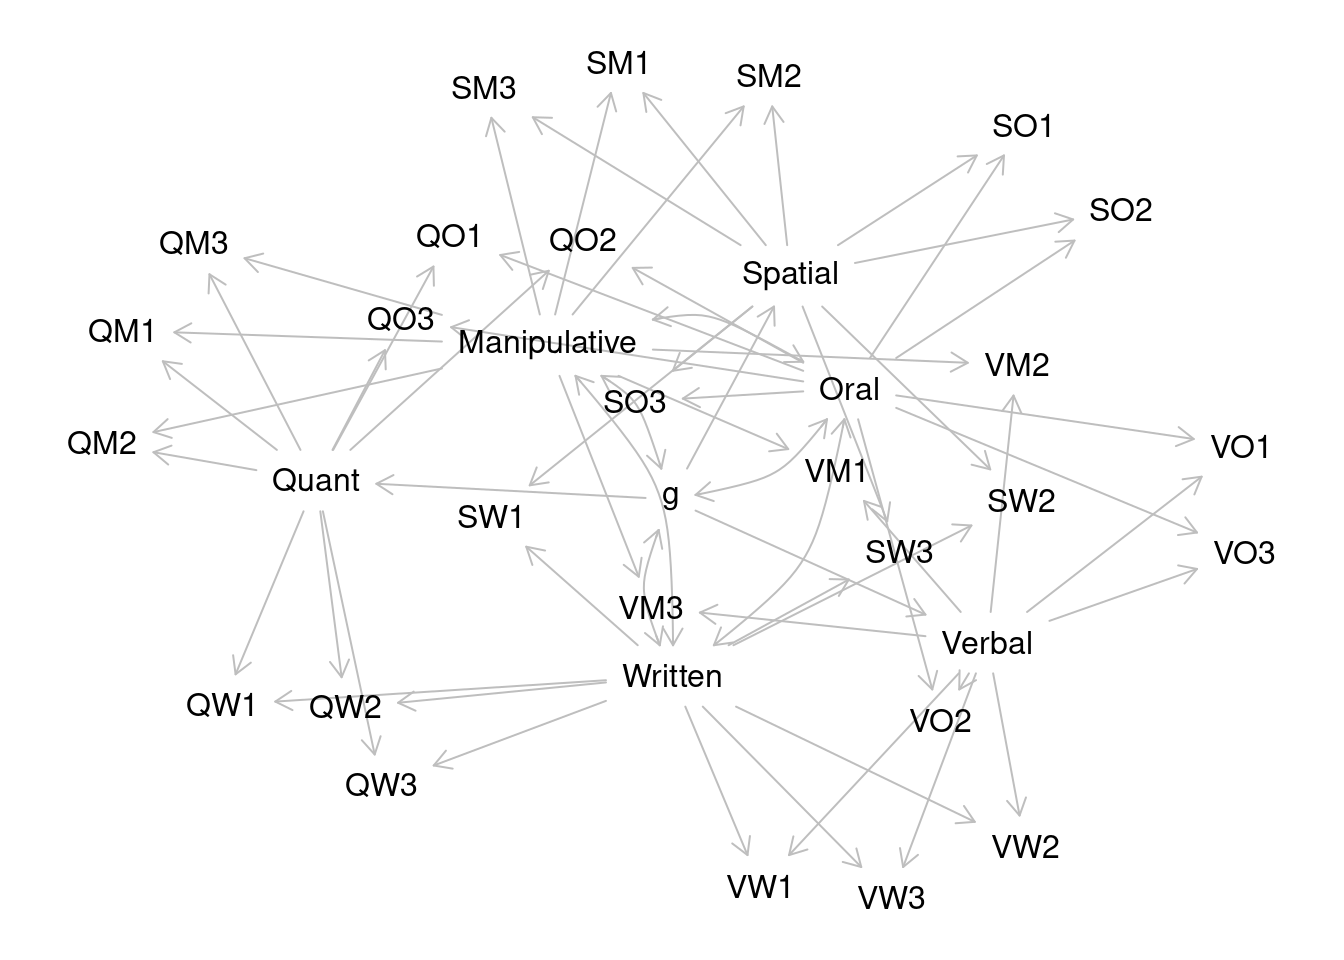 SM1
SM2
SM3
SO1
SO2
QO1
QO2
QM3
Spatial
QO3
QM1
Manipulative
VM2
Oral
SO3
QM2
VO1
VM1
Quant
g
SW2
SW1
SW3
VO3
VM3
Verbal
Written
QW1
QW2
VO2
QW3
VW2
VW1
VW3